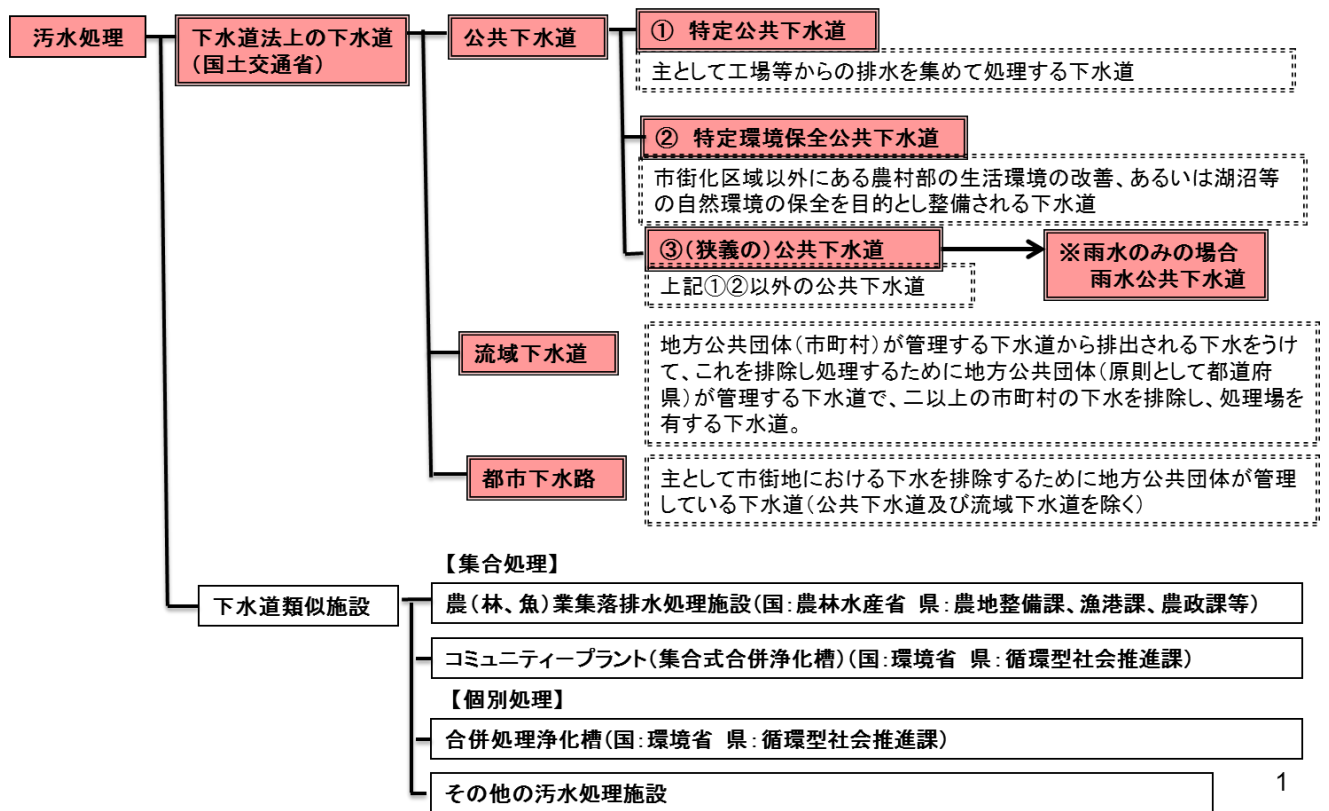 汚水処理
下水道法上の下水道
(国土交通省)
公共下水道
① 特定公共下水道
主として工場等からの排水を集めて処理する下水道
② 特定環境保全公共下水道
市街化区域以外にある農村部の生活環境の改善、あるいは湖沼等
の自然環境の保全を目的とし整備される下水道
③(狭義の)公共下水道
上記①②以外の公共下水道
※雨水のみの場合
雨水公共下水道
流域下水道
地方公共団体(市町村)が管理する下水道から排出される下水をうけ
て、これを排除し処理するために地方公共団体(原則として都道府
県)が管理する下水道で、二以上の市町村の下水を排除し、処理場を
有する下水道。
都市下水路
主として市街地における下水を排除するために地方公共団体が管理
している下水道(公共下水道及び流域下水道を除く)
下水道類似施設
【集合処理】
農(林、魚)業集落排水処理施設(国:農林水産省 県:農地整備課、漁港課、農政課等)
コミュニティープラント(集合式合併浄化槽)(国:環境省 県:循環型社会推進課)
【個別処理】
合併処理浄化槽(国:環境省 県:循環型社会推進課)
その他の汚水処理施設
1